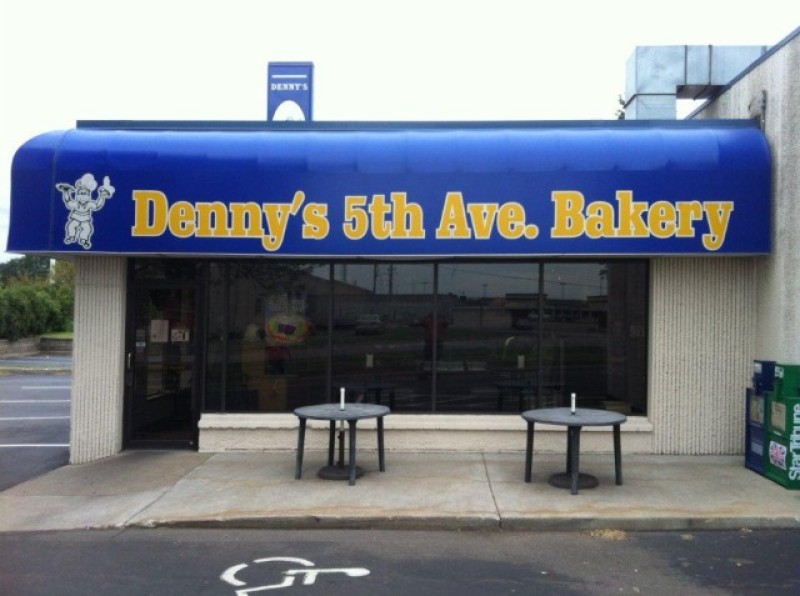 DENNY'S
Denny's 5th Ave. Bakery
StarTribune